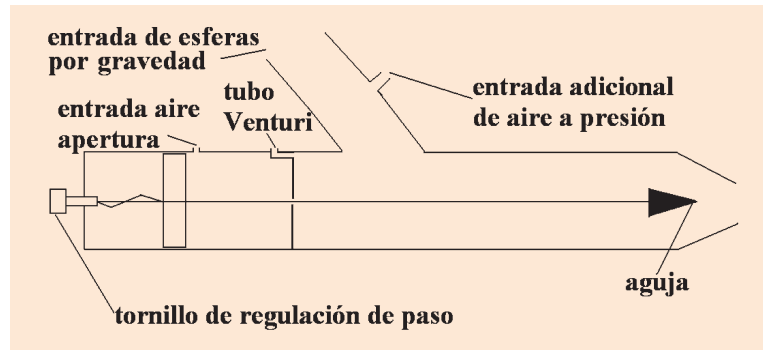 entrada de esferas
por gravedad
tubo
Venturi
entrada aire
apertura
entrada adicional
de aire a presión
aguja
tornillo de regulación de paso